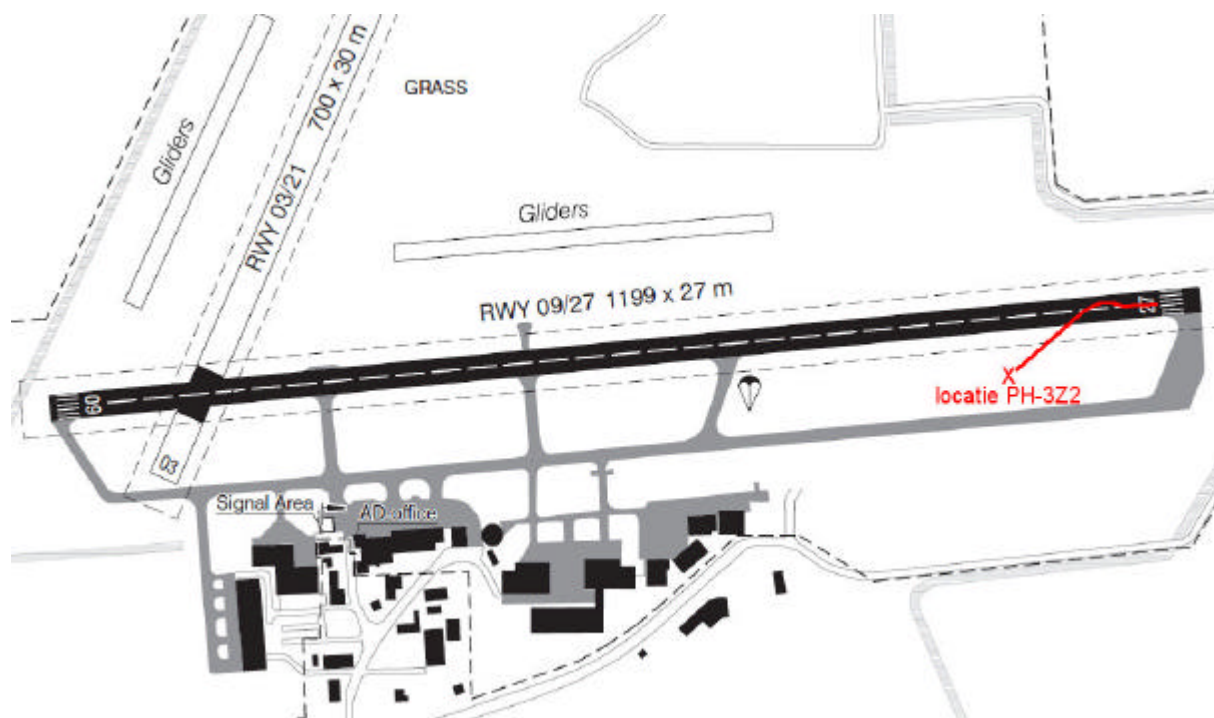 RWY 03/21 700 x 30 m
GRASS
Gliders
Gliders
RWY 09/27 1199 x 27 m
27
locatie PH-3Z2
X
09
03
Signal Area
AD office